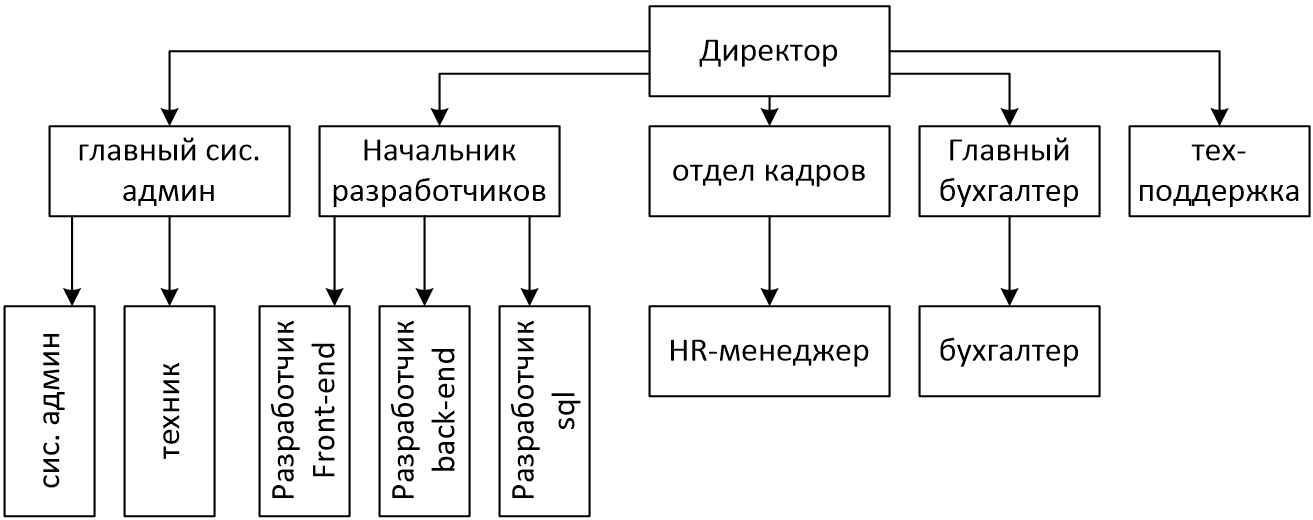 Директор
главный сис.
админ
Начальник
разработчиков
отдел кадров
Главный
бухгалтер
тех-
поддержка
сис. админ
техник
Разработчик
Front-end
Разработчик
back-end
Разработчик
sql
HR-менеджер
бухгалтер